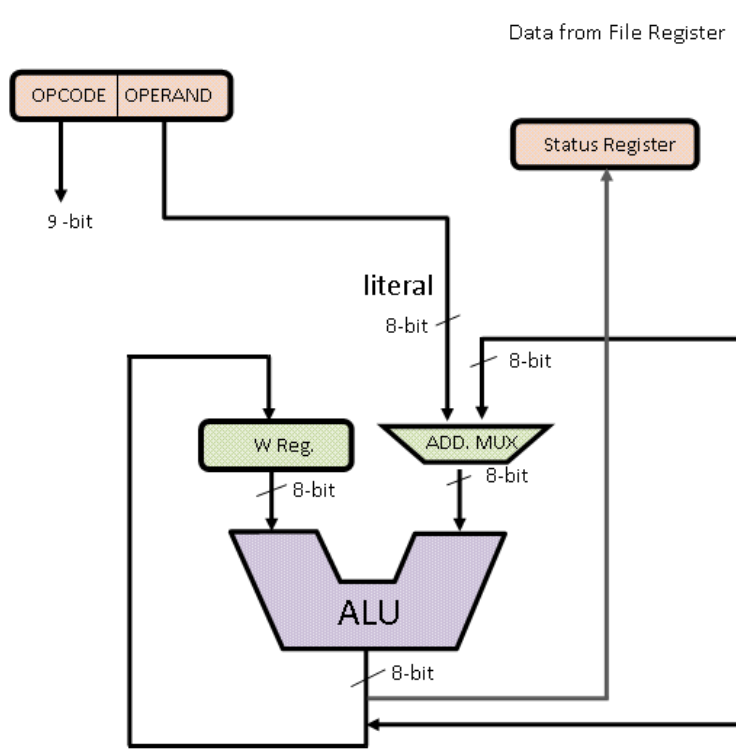 Data from File Register
OPCODE OPERAND
Status Register
9 -bit
literal
8-bit
8-bit
W Reg.
ADD. MUX
8-bit
8-bit
ALU
8-bit